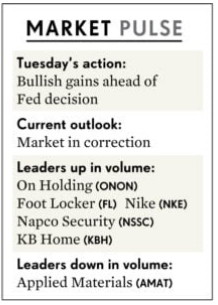 MARKET PULSE
Tuesday's action:
Bullish gains ahead of
Fed decision
Current outlook:
Market in correction
Leaders up in volume:
On Holding (ONON)
Foot Locker (FL) Nike (NKE)
Napco Security (NSSC)
KB Home (KBH)
Leaders down in volume:
Applied Materials (AMAT)